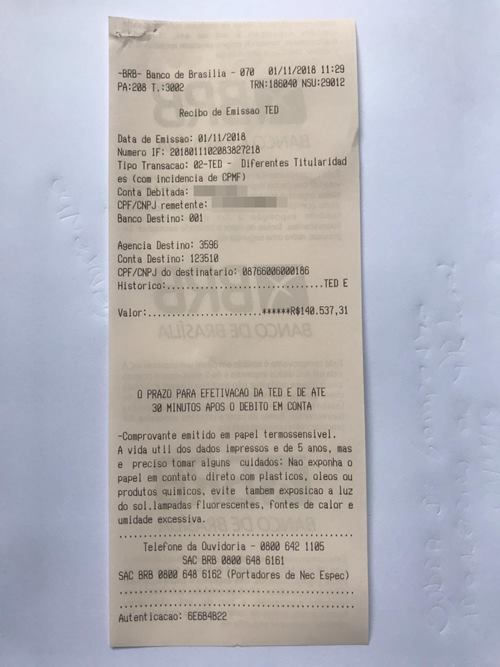 -BRB- Banco de Brasilia - 070 01/11/2018 11:29
PA:208 T.:3002 TRN:186040 NSU:29012
Recibo de Emissao TED
Data de Emissao: 01/11/2018
Numero IF: 2018011102083827218
Tipo Transacao: 02-TED - Diferentes Titularidad
es (com incidencia de CPMF)
Conta Debitada:
CPF/CNPJ remetente:
Banco Destino: 001
Agencia Destino: 3596
Conta Destino: 123510
CPF/CNPJ do destinatario: 08766006000186
Historico:.............................TED E
Valor:.....................******R$140.537,31
O PRAZO PARA EFETIVACAO DA TED E DE ATE
30 MINUTOS APOS O DEBITO EM CONTA
-Comprovante emitido em papel termossensivel.
A vida util dos dados impressos e de 5 anos, mas
e preciso tomar alguns cuidados: Nao exponha o
papel em contato direto com plasticos, oleos ou
produtos quimicos, evite tambem exposicao a luz
do sol.lampadas fluorescentes, fontes de calor e
umidade excessiva.
Telefone da Ouvidoria - 0800 642 1105
SAC BRB 0800 648 6161
SAC BRB 0800 648 6162 (Portadores de Nec Espec)
Autenticacao: 6E6B4B22